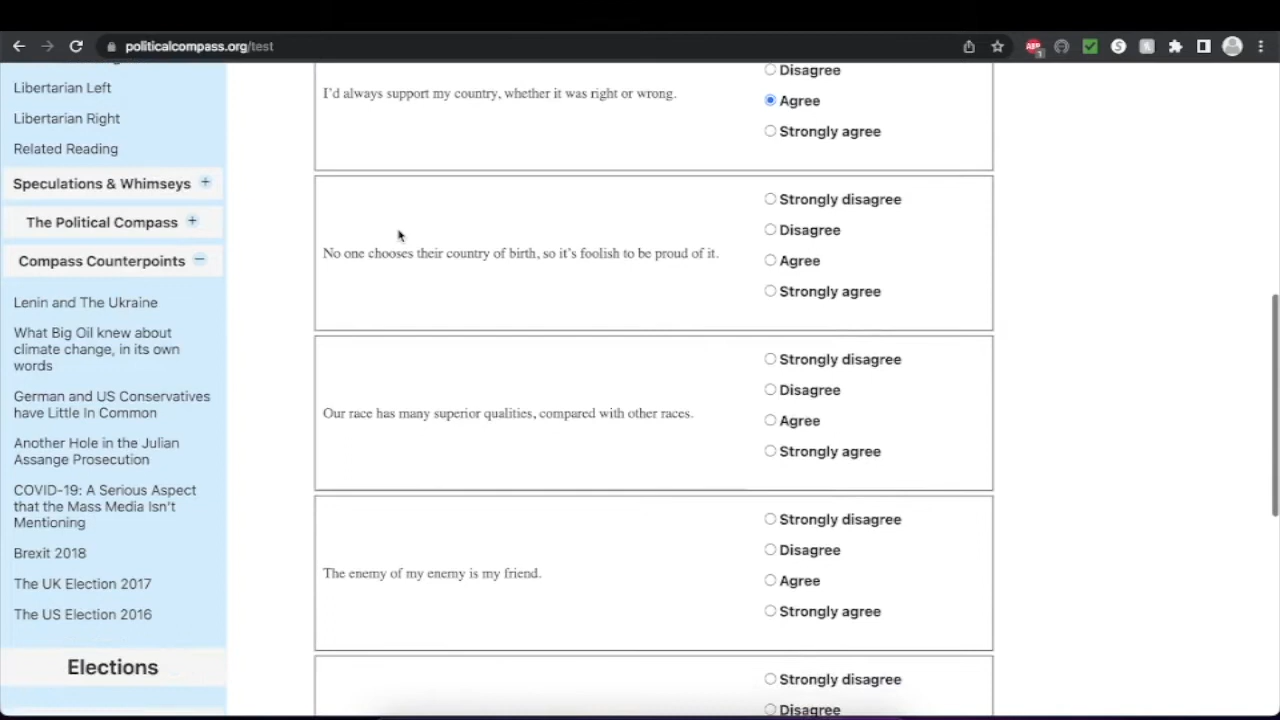 politicalcompass.org/test
ABP
1
S
Libertarian Left
Libertarian Right
Related Reading
Speculations & Whimseys +
The Political Compass +
Compass Counterpoints −
Lenin and The Ukraine
What Big Oil knew about
climate change, in its own
words
German and US Conservatives
have Little In Common
Another Hole in the Julian
Assange Prosecution
COVID-19: A Serious Aspect
that the Mass Media Isn't
Mentioning
Brexit 2018
The UK Election 2017
The US Election 2016
Elections
I'd always support my country, whether it was right or wrong.
Disagree
Agree
Strongly agree
No one chooses their country of birth, so it's foolish to be proud of it.
Strongly disagree
Disagree
Agree
Strongly agree
Our race has many superior qualities, compared with other races.
Strongly disagree
Disagree
Agree
Strongly agree
The enemy of my enemy is my friend.
Strongly disagree
Disagree
Agree
Strongly agree
Strongly disagree
Disagree